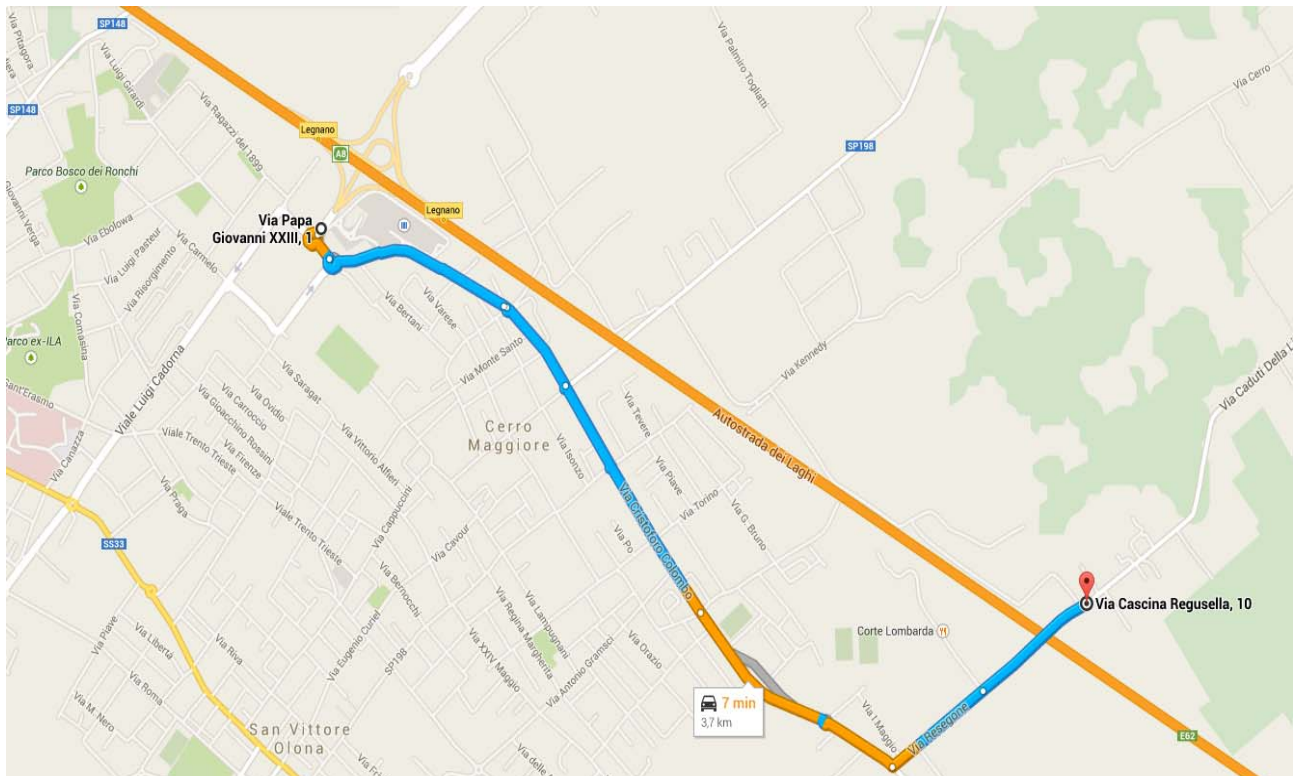 SP148
Via Pitagora
Via Luigi Girardi
SP148
Via Ragazzi del 1899
Via Palmiro Togliatti
Via Cerro
Legnano
A8
SP198
Parco Bosco dei Ronchi
Giovanni Verga
Via Ebolowa
Via Papa
Giovanni XXIII, 1
Legnano
Via Luigi Pasteur
Via Carmelo
Via Risorgimento
Via Comasina
Via Bertani
Via Varese
Parco ex-ILA
Sant'Erasmo
Viale Luigi Cadorna
Via Monte Santo
Via Kennedy
Via Saragat
Via Ovidio
Via Carroccio
Via Gioacchino Rossini
Via Firenze
Cerro
Maggiore
Via Tevere
Autostrada dei Laghi
Via Caduti Della L
Via Canazza
Viale Trento Trieste
Via Vittorio Alfieri
Via Isonzo
Via Piave
Via Praga
Via Cappuccini
Via Torino
Via G. Bruno
Via Cristoforo Colombo
SS33
Viale Trento Trieste
Via Cavour
Via Po
Via Bernocchi
Via Lampugnani
Via Regina Margherita
Via Cascina Regusella, 10
Via Piave
Via Libertà
Via Eugenio Curiel
Via Riva
Via XXIV Maggio
Via Antonio Gramsci
Via Orazio
Corte Lombarda
SP198
Via Roma
Via M. Nero
7 min
3,7 km
Via I Maggio
Via Resegone
San Vittore
Olona
E62
Via delle